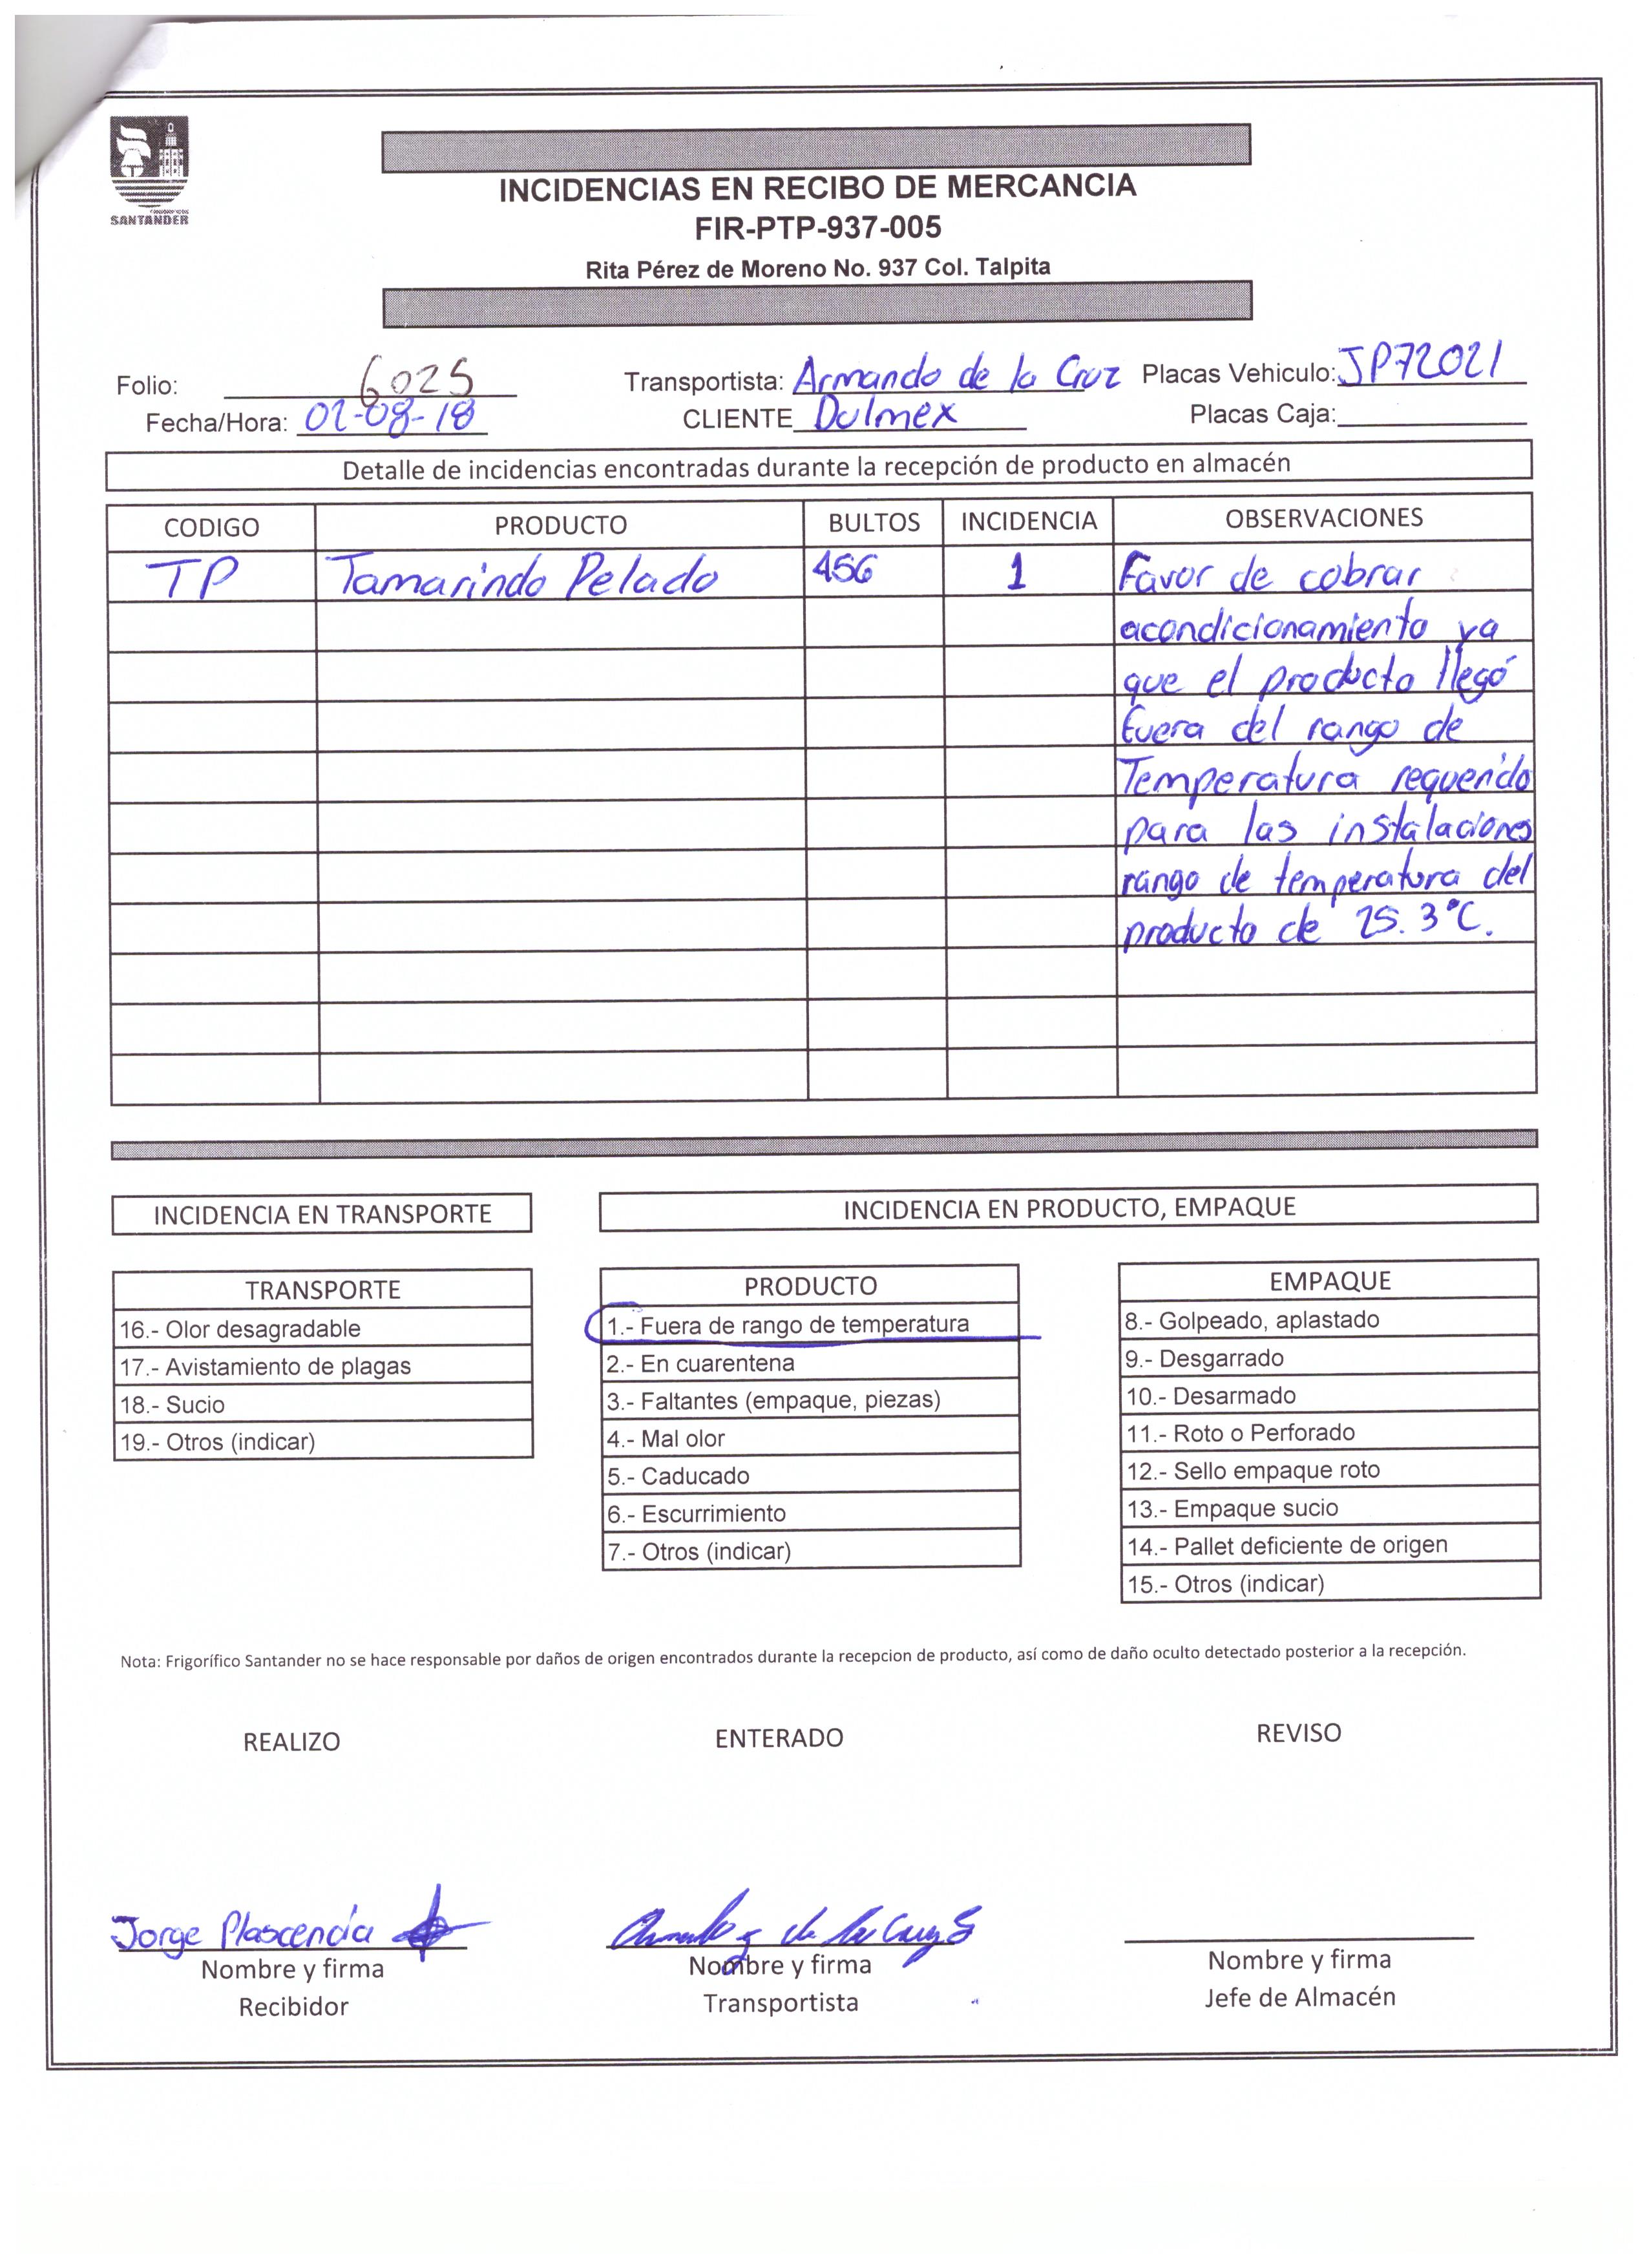 FRIGORIFICOS
SANTANDER
INCIDENCIAS EN RECIBO DE MERCANCIA
FIR-PTP-937-005
Rita Pérez de Moreno No. 937 Col. Talpita
Folio: 6025 Transportista: Armando de la Cruz Placas Vehiculo: JP72021
Fecha/Hora: 02-08-18 CLIENTE Dulmex Placas Caja:
Detalle de incidencias encontradas durante la recepción de producto en almacén
CODIGO PRODUCTO BULTOS INCIDENCIA OBSERVACIONES
TP Tamarindo Pelado 456 1 Favor de cobrar
acondicionamiento ya
que el producto llegó
fuera del rango de
Temperatura requerido
para las instalaciones
rango de temperatura del
producto de 25.3°C.
INCIDENCIA EN TRANSPORTE
INCIDENCIA EN PRODUCTO, EMPAQUE
TRANSPORTE
16.- Olor desagradable
17.- Avistamiento de plagas
18.- Sucio
19.- Otros (indicar)
PRODUCTO
1.- Fuera de rango de temperatura
2.- En cuarentena
3.- Faltantes (empaque, piezas)
4.- Mal olor
5.- Caducado
6.- Escurrimiento
7.- Otros (indicar)
EMPAQUE
8.- Golpeado, aplastado
9.- Desgarrado
10.- Desarmado
11.- Roto o Perforado
12.- Sello empaque roto
13.- Empaque sucio
14.- Pallet deficiente de origen
15.- Otros (indicar)
Nota: Frigorífico Santander no se hace responsable por daños de origen encontrados durante la recepcion de producto, así como de daño oculto detectado posterior a la recepción.
REALIZO ENTERADO REVISO
Jorge Plascencia
Nombre y firma Nombre y firma Nombre y firma
Recibidor Transportista Jefe de Almacén